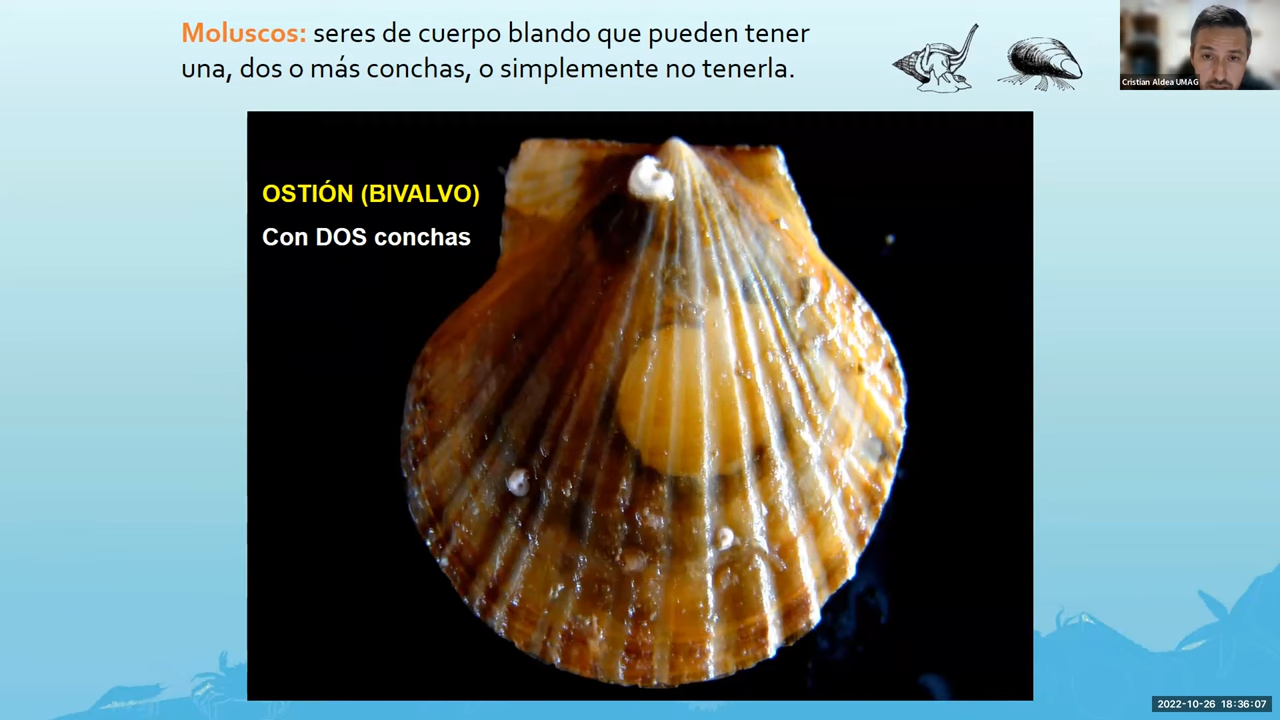 Moluscos: seres de cuerpo blando que pueden tener
una, dos o más conchas, o simplemente no tenerla.
Cristian Aldea UMAG
OSTIÓN (BIVALVO)
Con DOS conchas
2022-10-26 18:36:07